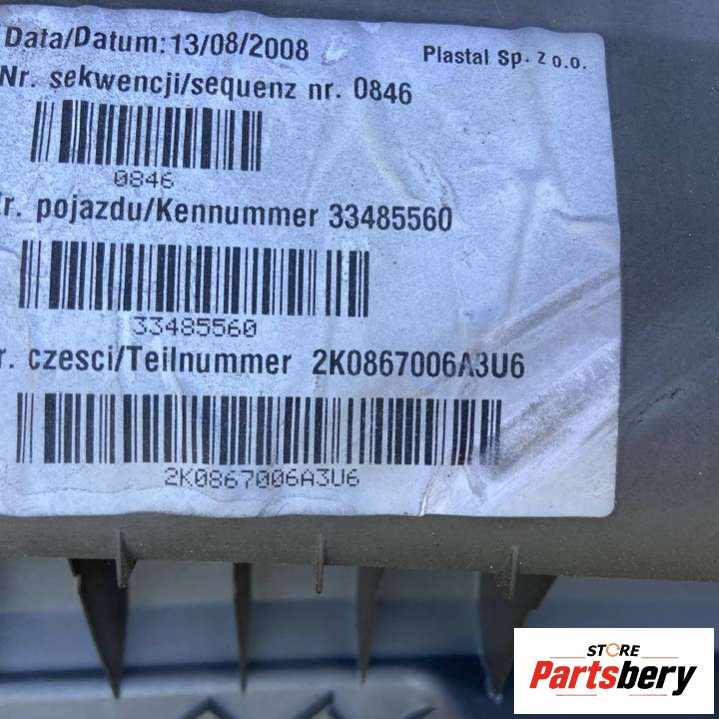 Data/Datum: 13/08/2008
Plastal Sp. z o.o.
Nr. sekwencji/sequenz nr. 0846
0846
r. pojazdu/Kennummer 33485560
33485560
r. czesci/Teilnummer 2K0867006A3U6
2K0867006A3U6
STORE
Partsbery